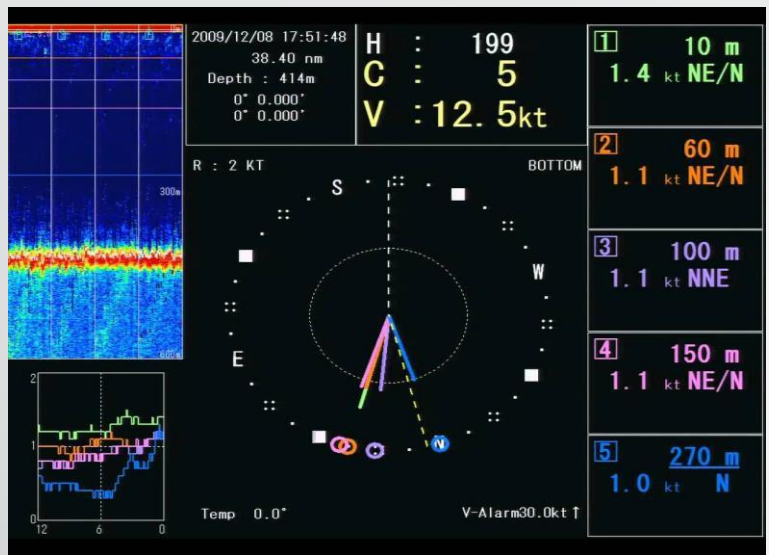 0m
300m
600m
2009/12/08 17:51:48
38.40 nm
Depth : 414m
0° 0.000'
0° 0.000'
H : 199
C : 5
V : 12.5kt
R : 2 KT
BOTTOM
S
W
E
N
Temp 0.0°
V-Alarm30.0kt↑
2
1
0
12 6 0
1 10 m
1.4 kt NE/N
2 60 m
1.1 kt NE/N
3 100 m
1.1 kt NNE
4 150 m
1.1 kt NE/N
5 270 m
1.0 kt N